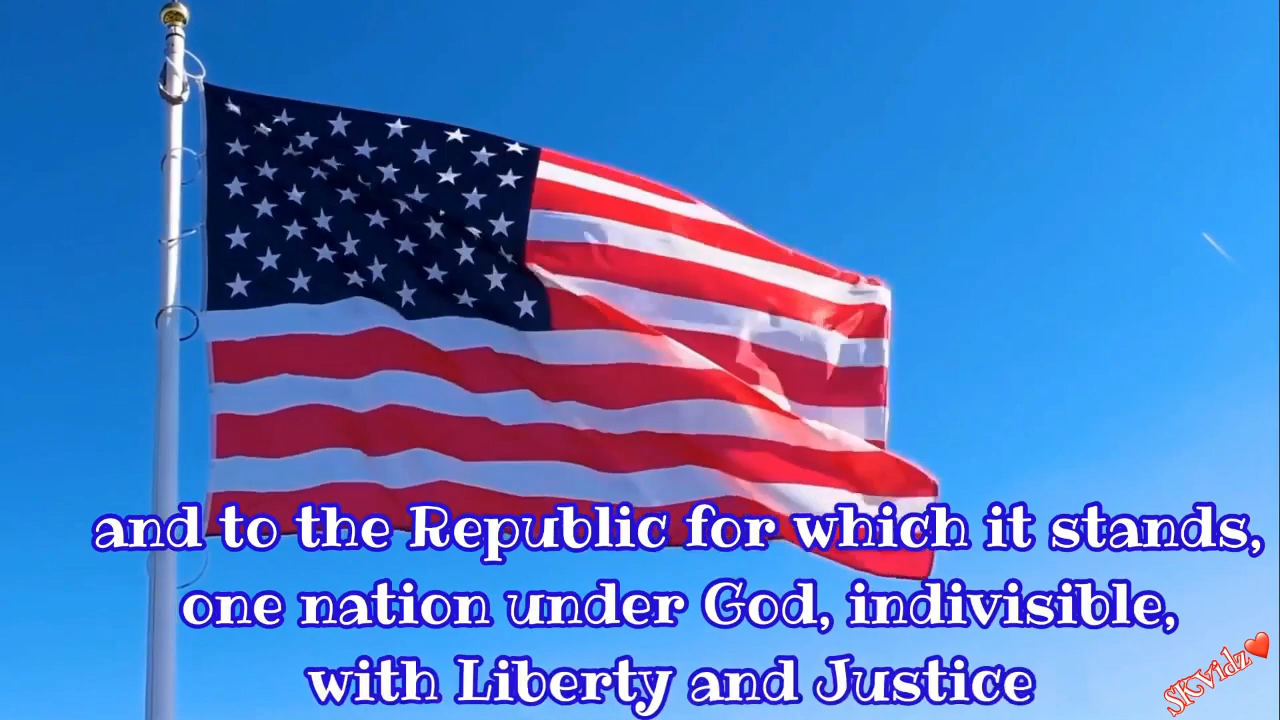 and to the Republic for which it stands,
one nation under God, indivisible,
with Liberty and Justice
SKVidz